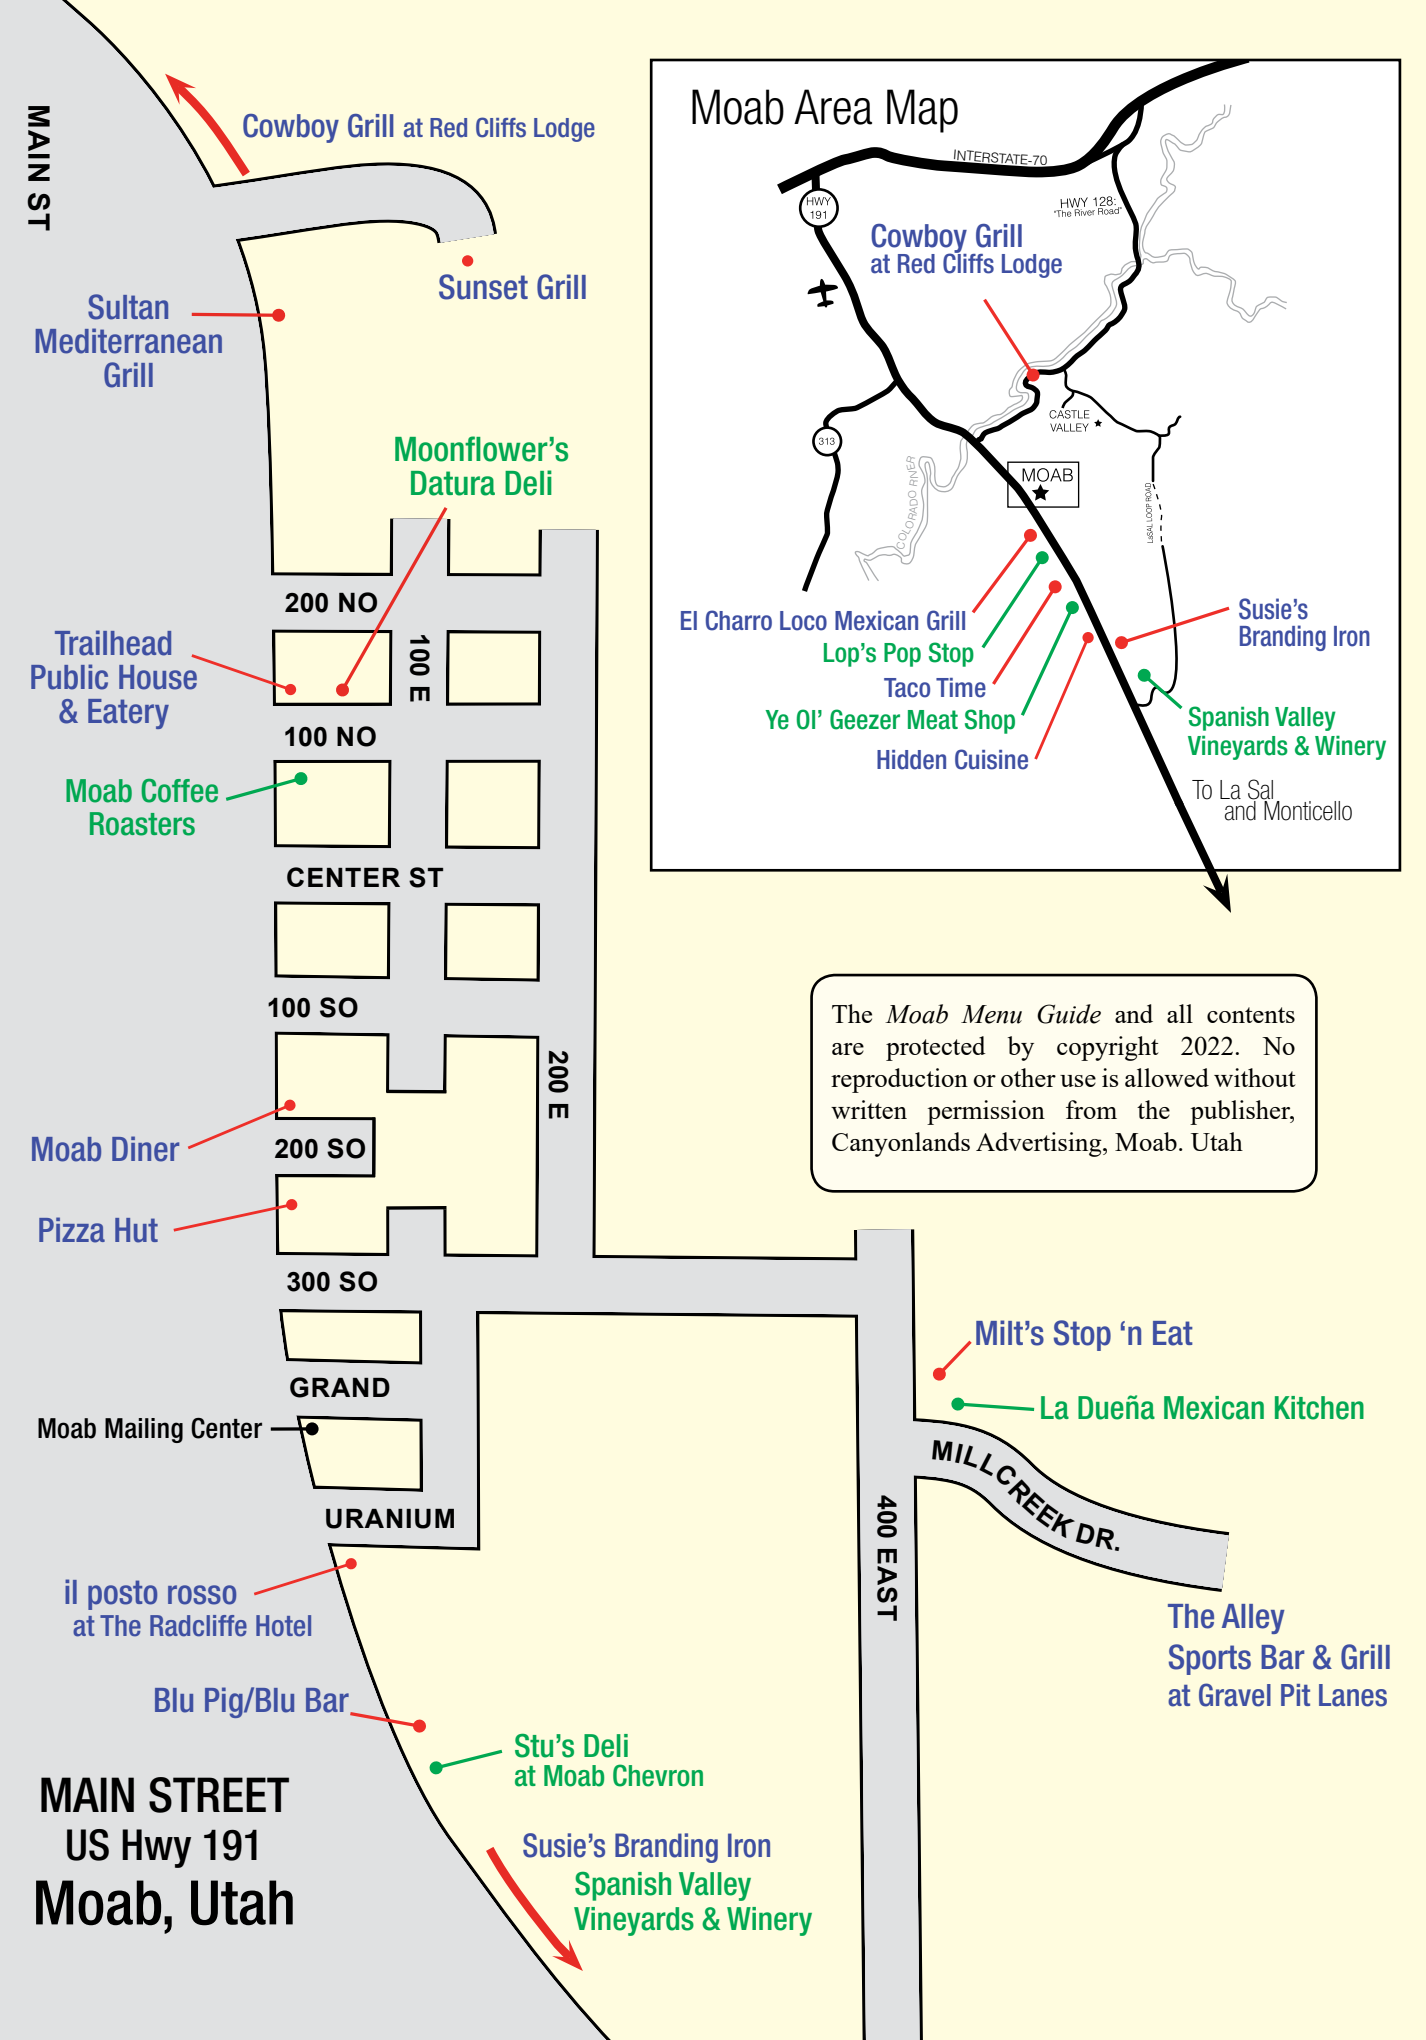 MAIN ST
Cowboy Grill at Red Cliffs Lodge
Sunset Grill
Sultan
Mediterranean
Grill
Moonflower's
Datura Deli
200 NO
Trailhead
Public House
& Eatery
100 E
100 NO
Moab Coffee
Roasters
CENTER ST
100 SO
200 E
Moab Diner
200 SO
Pizza Hut
300 SO
GRAND
Moab Mailing Center
URANIUM
il posto rosso
at The Radcliffe Hotel
Blu Pig/Blu Bar
Stu's Deli
at Moab Chevron
MAIN STREET
US Hwy 191
Moab, Utah
Susie's Branding Iron
Spanish Valley
Vineyards & Winery
Moab Area Map
INTERSTATE-70
HWY
191
HWY 128:
"The River Road"
Cowboy Grill
at Red Cliffs Lodge
CASTLE
VALLEY
313
COLORADO RIVER
MOAB
LaSAL LOOP ROAD
El Charro Loco Mexican Grill
Lop's Pop Stop
Taco Time
Ye Ol' Geezer Meat Shop
Hidden Cuisine
Susie's
Branding Iron
Spanish Valley
Vineyards & Winery
To La Sal
and Monticello
The Moab Menu Guide and all contents
are protected by copyright 2022. No
reproduction or other use is allowed without
written permission from the publisher,
Canyonlands Advertising, Moab. Utah
Milt's Stop ‘n Eat
La Dueña Mexican Kitchen
MILLCREEK DR.
400 EAST
The Alley
Sports Bar & Grill
at Gravel Pit Lanes